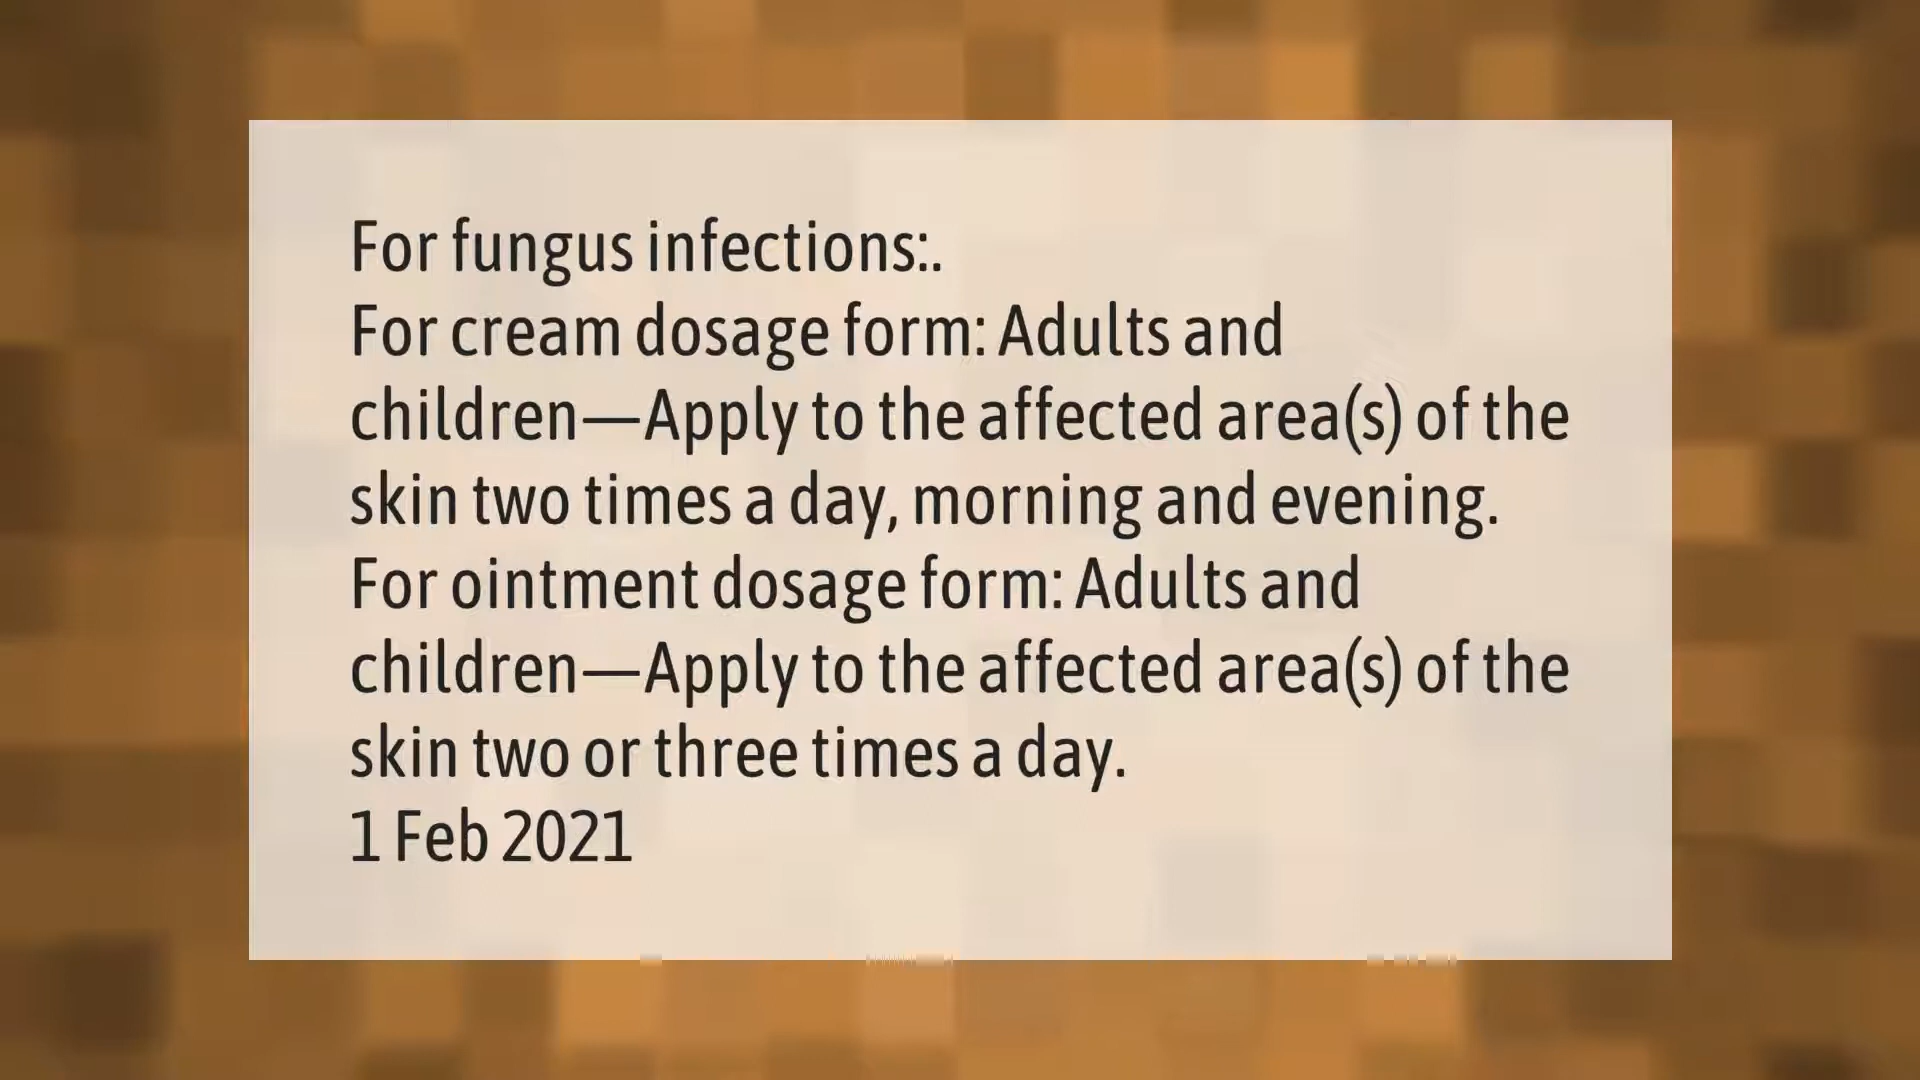 For fungus infections:.
For cream dosage form: Adults and
children—Apply to the affected area(s) of the
skin two times a day, morning and evening.
For ointment dosage form: Adults and
children—Apply to the affected area(s) of the
skin two or three times a day.
1 Feb 2021